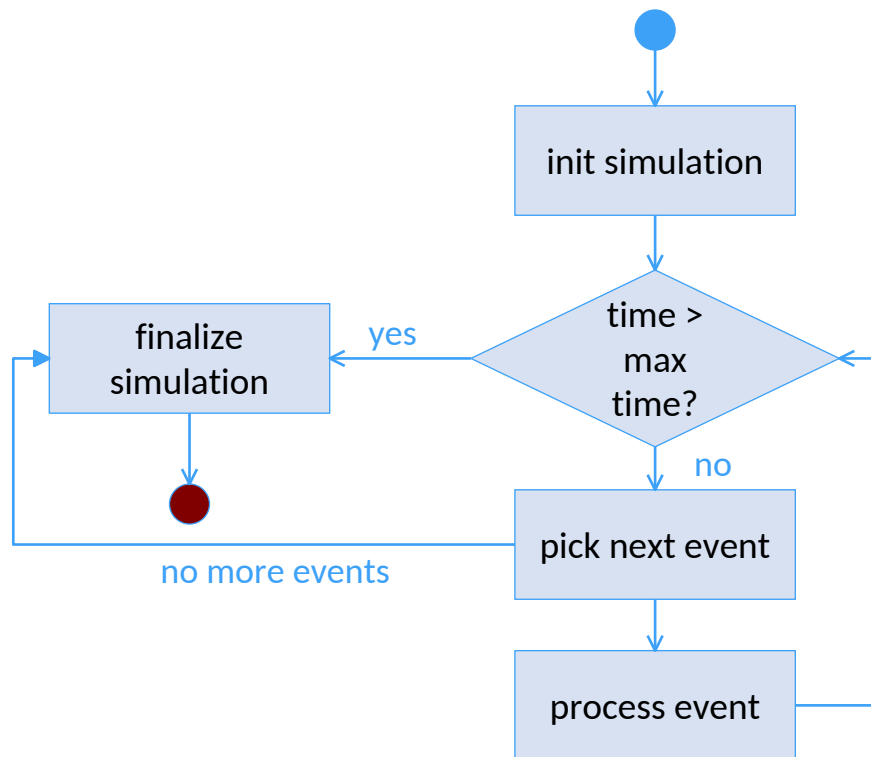 init simulation
time >
max
time?
yes
finalize
simulation
no
pick next event
no more events
process event